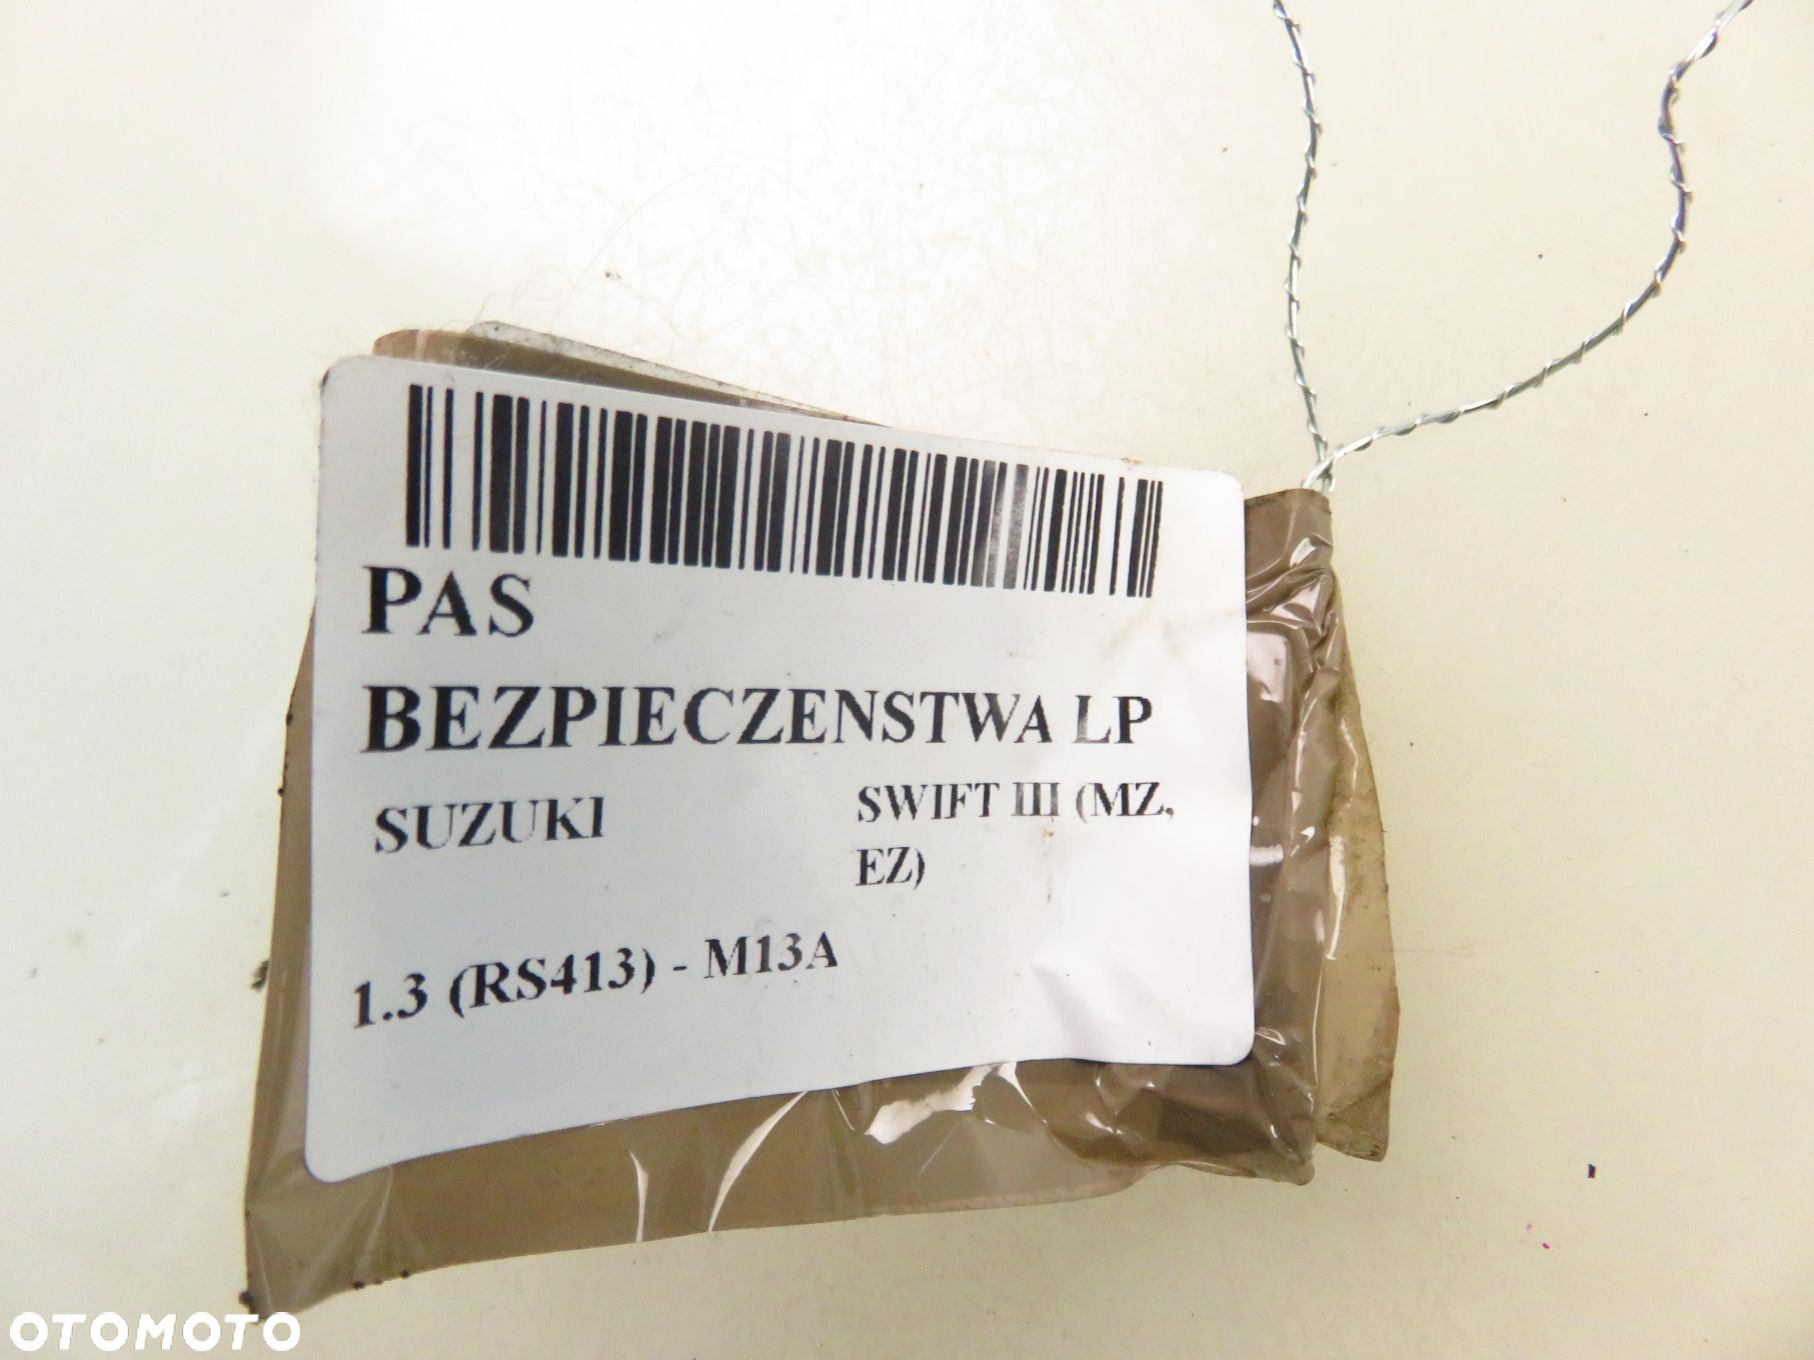 PAS
BEZPIECZENSTWA LP
SUZUKI SWIFT III (MZ,
EZ)
1.3 (RS413) - M13A
OTOMOTO